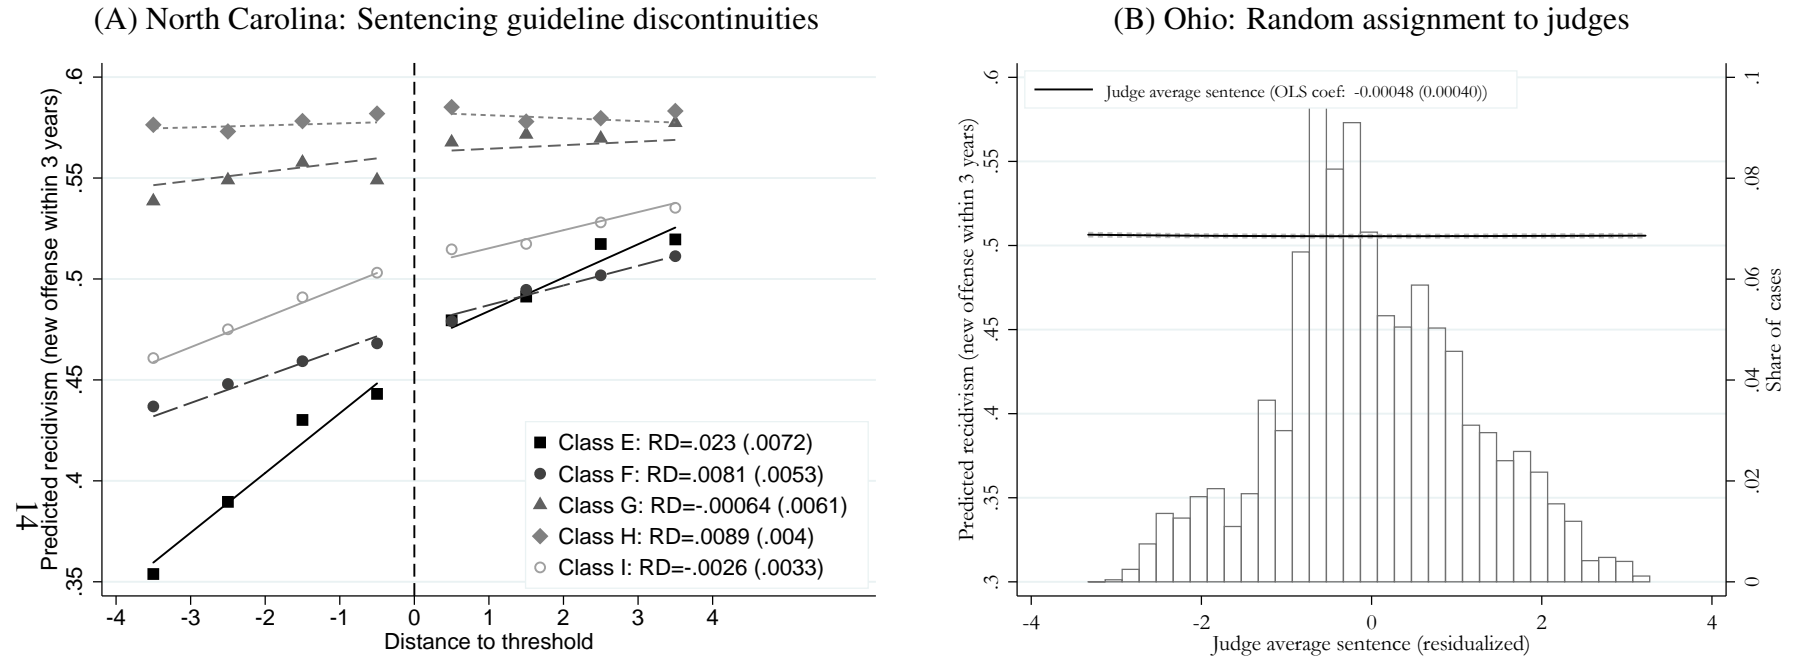 (A) North Carolina: Sentencing guideline discontinuities
Predicted recidivism (new offense within 3 years)
.6
.55
.5
.45
.4
.35
-4 -3 -2 -1 0 1 2 3 4
Distance to threshold
Class E: RD=.023 (.0072)
Class F: RD=.0081 (.0053)
Class G: RD=-.00064 (.0061)
Class H: RD=.0089 (.004)
Class I: RD=-.0026 (.0033)
14
(B) Ohio: Random assignment to judges
Judge average sentence (OLS coef: -0.00048 (0.00040))
Predicted recidivism (new offense within 3 years)
.6
.55
.5
.45
.4
.35
.3
.1
.08
.06
.04
.02
0
Share of cases
-4 -2 0 2 4
Judge average sentence (residualized)